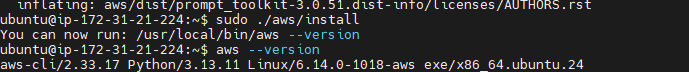 inflating: aws/dist/prompt_toolkit-3.0.51.dist-info/licenses/AUTHORS.rst
ubuntu@ip-172-31-21-224:~$ sudo ./aws/install
You can now run: /usr/local/bin/aws --version
ubuntu@ip-172-31-21-224:~$ aws --version
aws-cli/2.33.17 Python/3.13.11 Linux/6.14.0-1018-aws exe/x86_64.ubuntu.24